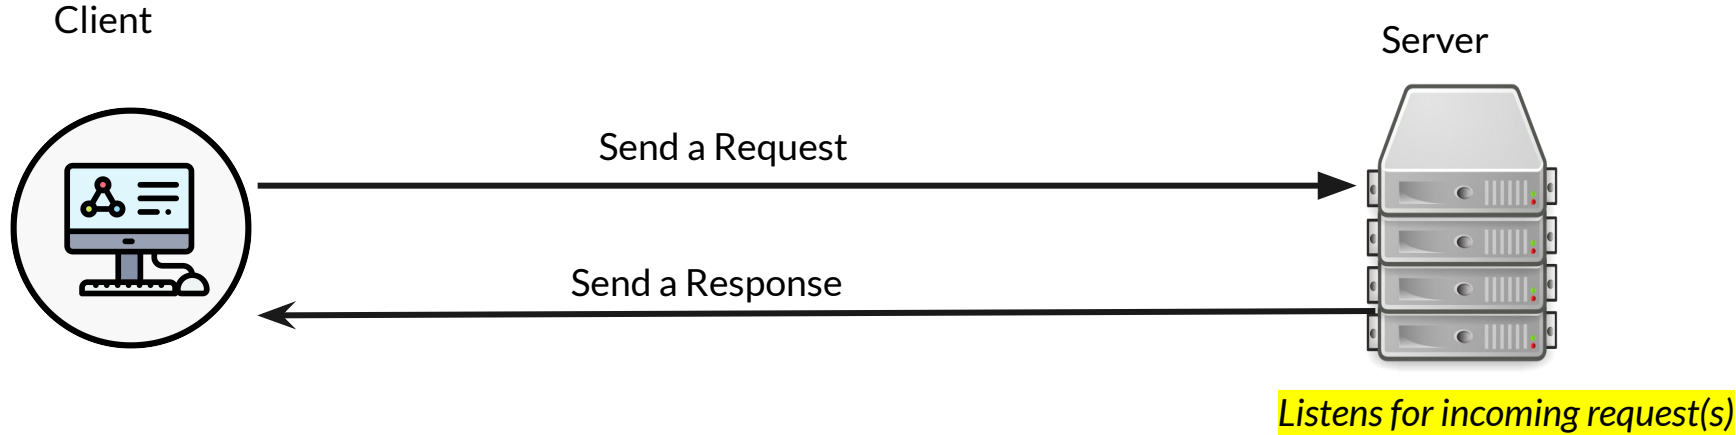 Client
Server
Send a Request
Send a Response
Listens for incoming request(s)